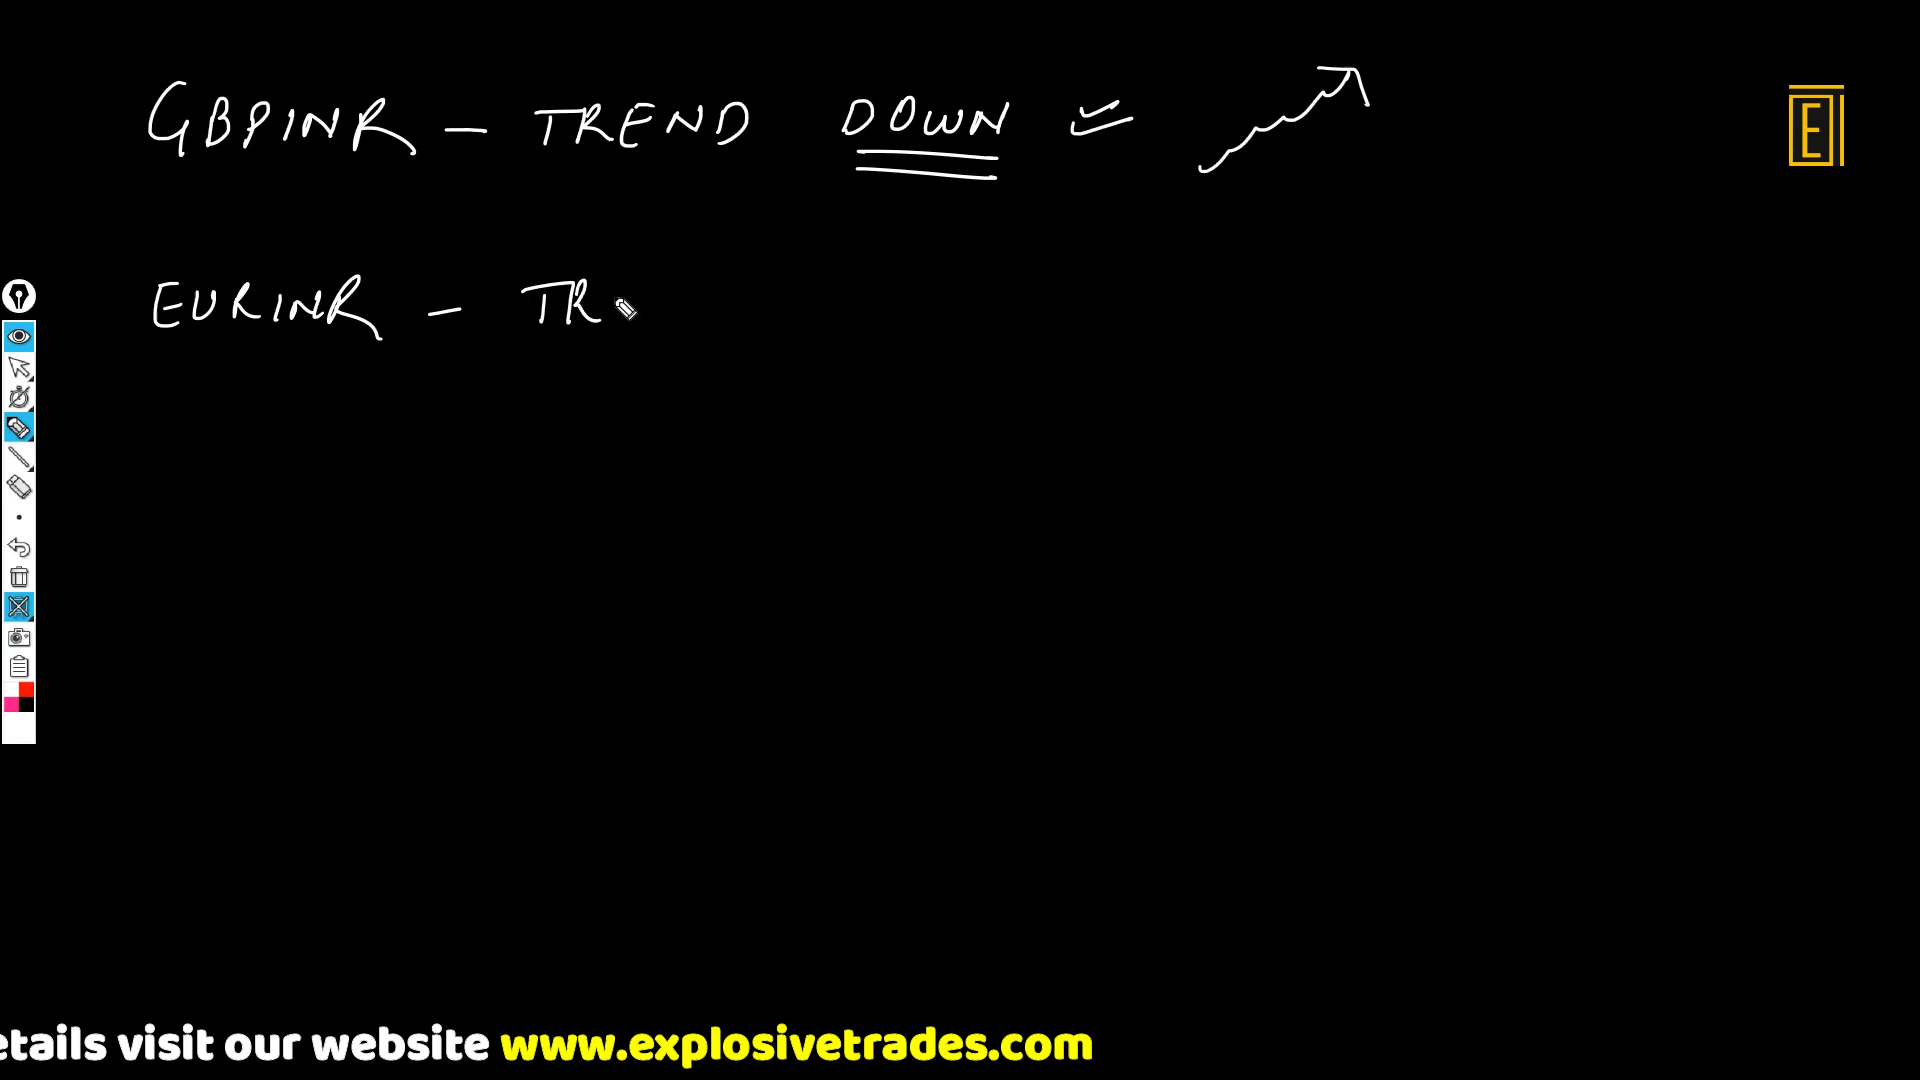 GBPINR - TREND DOWN
E
EURINR - TR
etails visit our website www.explosivetrades.com